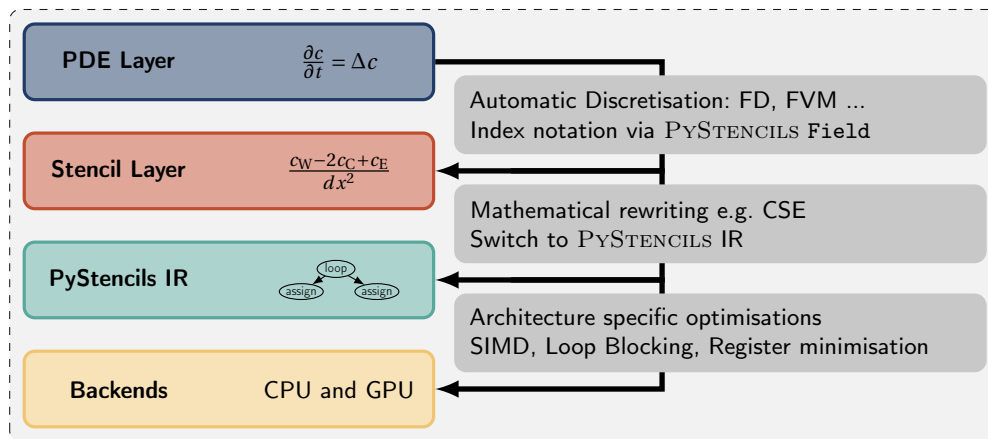 PDE Layer ∂c/∂t = Δc
Automatic Discretisation: FD, FVM ...
Index notation via PYSTENCILS Field
Stencil Layer (c_W−2c_C+c_E)/dx²
Mathematical rewriting e.g. CSE
Switch to PYSTENCILS IR
PyStencils IR
loop
assign assign
Architecture specific optimisations
SIMD, Loop Blocking, Register minimisation
Backends CPU and GPU